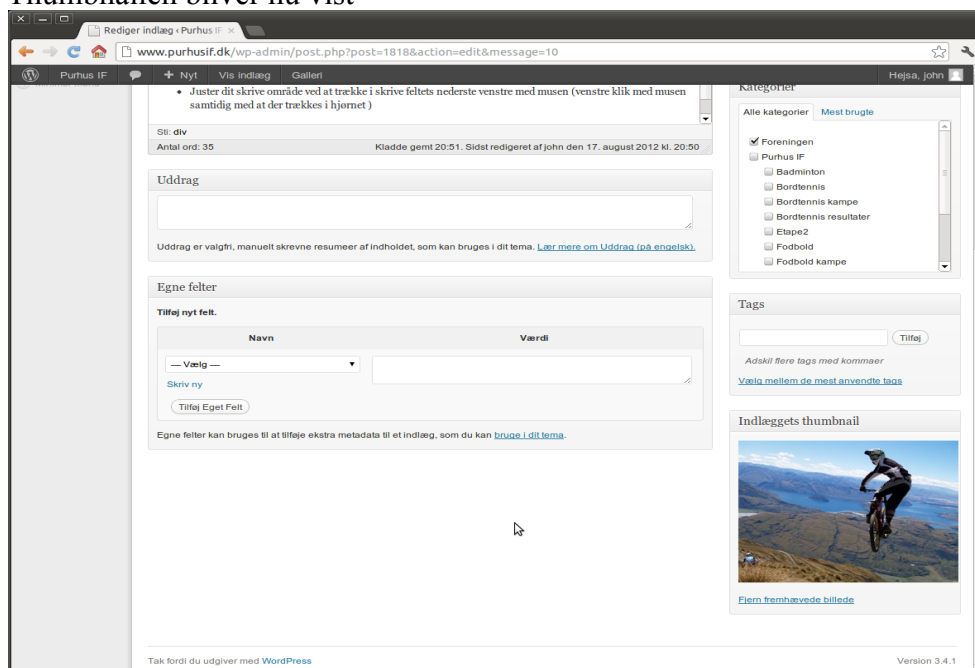 Thumbnailen bliver nu vist
Rediger indlæg ‹ Purhus IF
www.purhusif.dk/wp-admin/post.php?post=1818&action=edit&message=10
Purhus IF
Nyt
Vis indlæg
Galleri
Hejsa, john
• Juster dit skrive område ved at trække i skrive feltets nederste venstre med musen (venstre klik med musen
samtidig med at der trækkes i hjørnet )
Sti: div
Antal ord: 35
Kladde gemt 20:51. Sidst redigeret af john den 17. august 2012 kl. 20:50
Uddrag
Uddrag er valgfri, manuelt skrevne resumeer af indholdet, som kan bruges i dit tema. Lær mere om Uddrag (på engelsk).
Egne felter
Tilføj nyt felt.
Navn
Værdi
— Vælg —
Skriv ny
Tilføj Eget Felt
Egne felter kan bruges til at tilføje ekstra metadata til et indlæg, som du kan bruge i dit tema.
Kategorier
Alle kategorier
Mest brugte
Foreningen
Purhus IF
Badminton
Bordtennis
Bordtennis kampe
Bordtennis resultater
Etape2
Fodbold
Fodbold kampe
Tags
Tilføj
Adskil flere tags med kommaer
Vælg mellem de mest anvendte tags
Indlæggets thumbnail
Fjern fremhævede billede
Tak fordi du udgiver med WordPress
Version 3.4.1